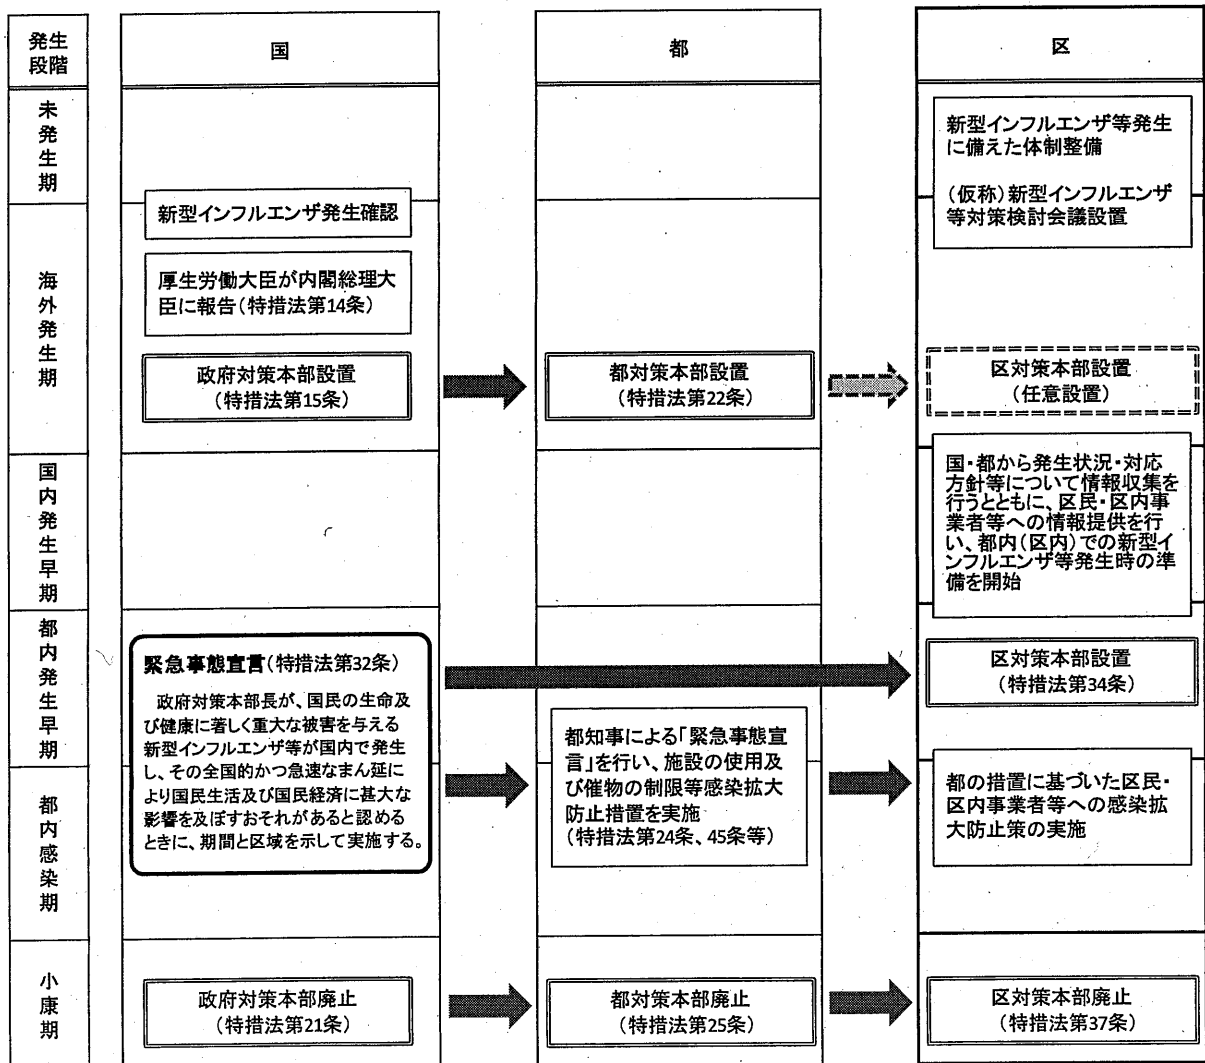 発生
段階
国
都
区
未発生期
新型インフルエンザ等発生
に備えた体制整備
(仮称)新型インフルエンザ
等対策検討会議設置
海外発生期
新型インフルエンザ発生確認
厚生労働大臣が内閣総理大
臣に報告(特措法第14条)
政府対策本部設置
(特措法第15条)
都対策本部設置
(特措法第22条)
区対策本部設置
(任意設置)
国内発生早期
国・都から発生状況・対応
方針等について情報収集を
行うとともに、区民・区内事
業者等への情報提供を行
い、都内(区内)での新型イ
ンフルエンザ等発生時の準
備を開始
都内発生早期
緊急事態宣言(特措法第32条)
政府対策本部長が、国民の生命及
び健康に著しく重大な被害を与える
新型インフルエンザ等が国内で発生
し、その全国的かつ急速なまん延に
より国民生活及び国民経済に甚大な
影響を及ぼすおそれがあると認める
ときに、期間と区域を示して実施する。
区対策本部設置
(特措法第34条)
都内感染期
都知事による「緊急事態宣
言」を行い、施設の使用及
び催物の制限等感染拡大
防止措置を実施
(特措法第24条、45条等)
都の措置に基づいた区民・
区内事業者等への感染拡
大防止策の実施
小康期
政府対策本部廃止
(特措法第21条)
都対策本部廃止
(特措法第25条)
区対策本部廃止
(特措法第37条)